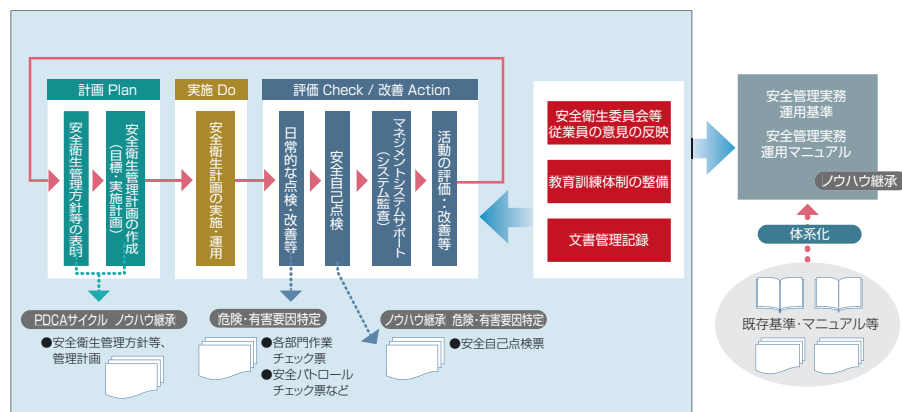 計画 Plan
実施 Do
評価 Check / 改善 Action
安全衛生管理方針等の表明
安全衛生管理計画の作成
(目標・実施計画)
安全衛生計画の実施・運用
日常的な点検・改善等
安全自己点検
マネジメントシステムサポート
(システム監査)
活動の評価・改善等
安全衛生委員会等
従業員の意見の反映
教育訓練体制の整備
文書管理記録
安全管理実務
運用基準
安全管理実務
運用マニュアル
ノウハウ継承
体系化
既存基準・マニュアル等
PDCAサイクル ノウハウ継承
●安全衛生管理方針等、
管理計画
危険・有害要因特定
●各部門作業
チェック票
●安全パトロール
チェック票など
ノウハウ継承 危険・有害要因特定
●安全自己点検票